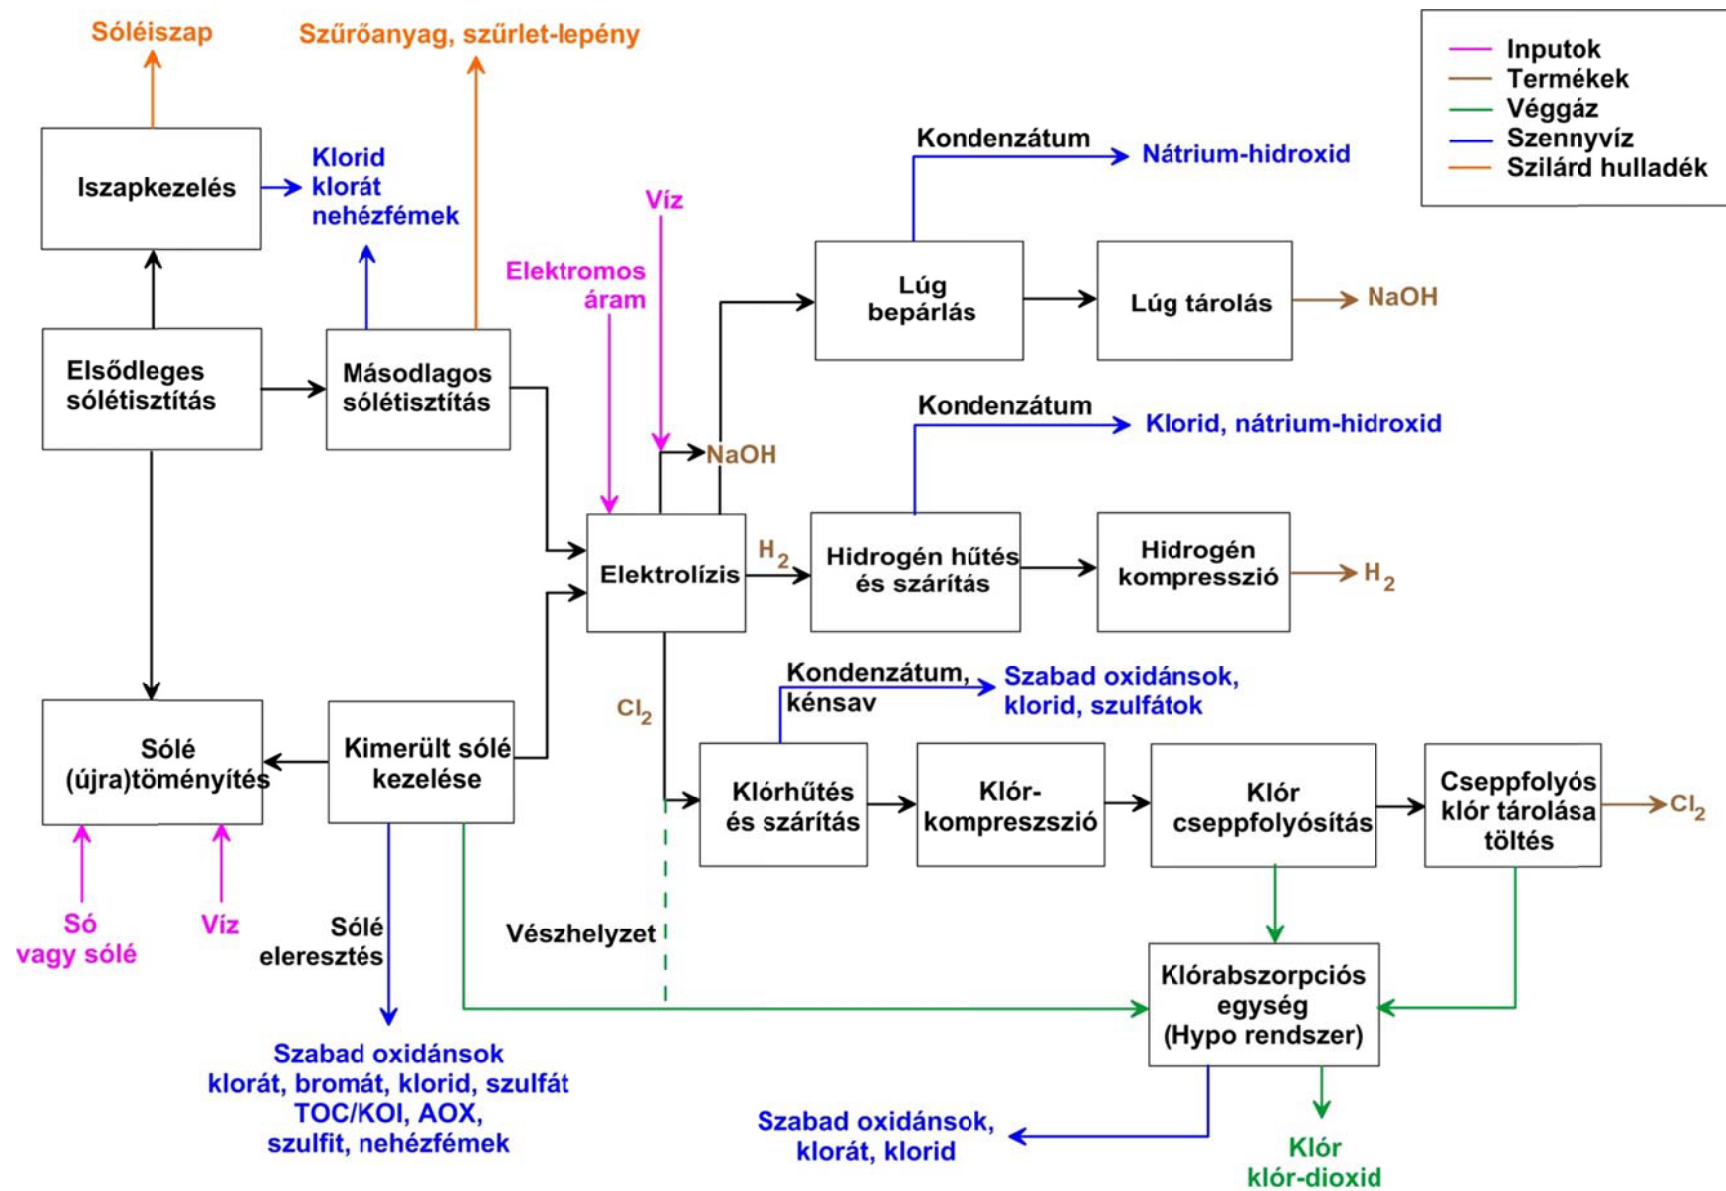 Sóléiszap
Szűrőanyag, szűrlet-lepény
Inputok
Termékek
Véggáz
Szennyvíz
Szilárd hulladék
Iszapkezelés
Klorid
klorát
nehézfémek
Kondenzátum
Nátrium-hidroxid
Víz
Elektromos
áram
Lúg
bepárlás
Lúg tárolás
NaOH
Elsődleges
sólétisztítás
Másodlagos
sólétisztítás
Kondenzátum
Klorid, nátrium-hidroxid
NaOH
Elektrolízis
H2
Hidrogén hűtés
és szárítás
Hidrogén
kompresszió
H2
Cl2
Kondenzátum,
kénsav
Szabad oxidánsok,
klorid, szulfátok
Sólé
(újra)töményítés
Kimerült sólé
kezelése
Klórhűtés
és szárítás
Klór-
kompreszszió
Klór
cseppfolyósítás
Cseppfolyós
klór tárolása
töltés
Cl2
Só
vagy sólé
Víz
Sólé
eleresztés
Vészhelyzet
Klórabszorpciós
egység
(Hypo rendszer)
Szabad oxidánsok
klorát, bromát, klorid, szulfát
TOC/KOI, AOX,
szulfit, nehézfémek
Szabad oxidánsok,
klorát, klorid
Klór
klór-dioxid